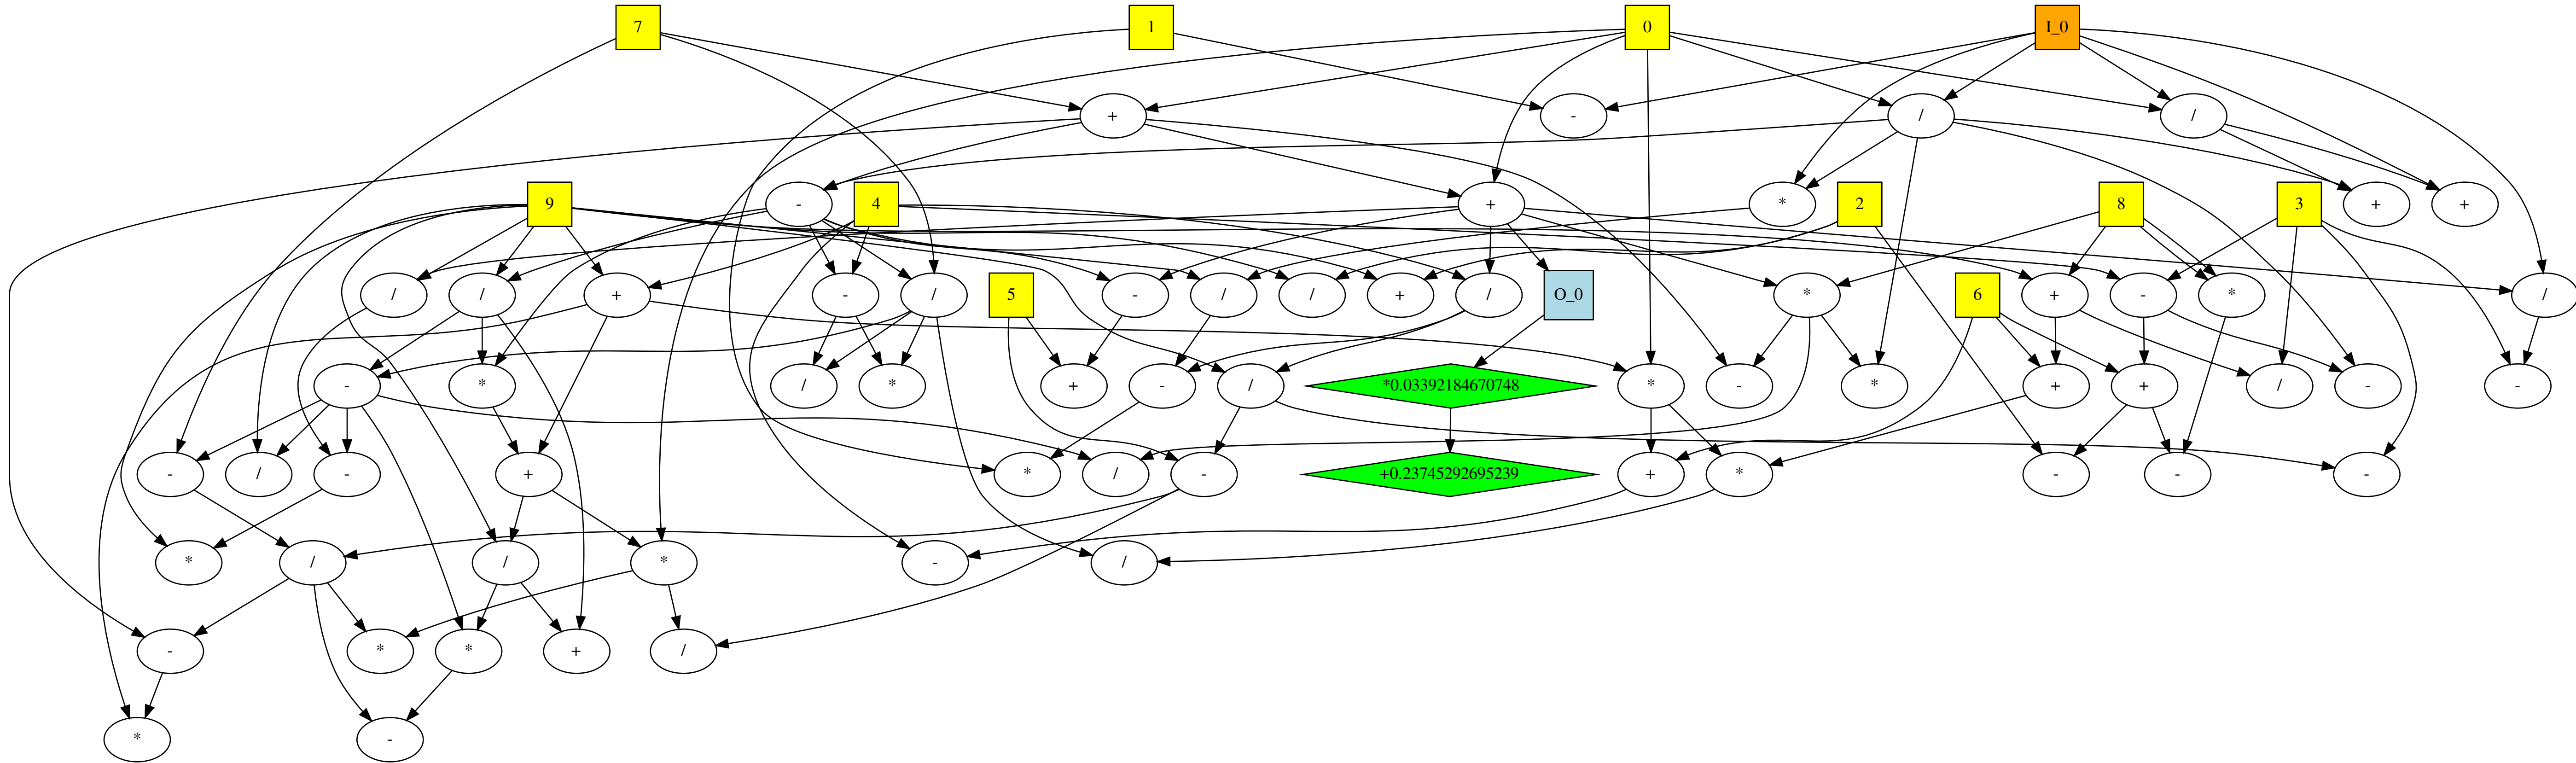 7 1 0 I_0
+ - / /
9 - 4 + * 2 8 3 + +
/ / + - / 5 - / / + / O_0 * 6 + - * /
- * / * + - / *0.03392184670748 * - * + + / - -
- / - + * / - +0.23745292695239 + * - - -
* / / * - /
- * * + /
* -